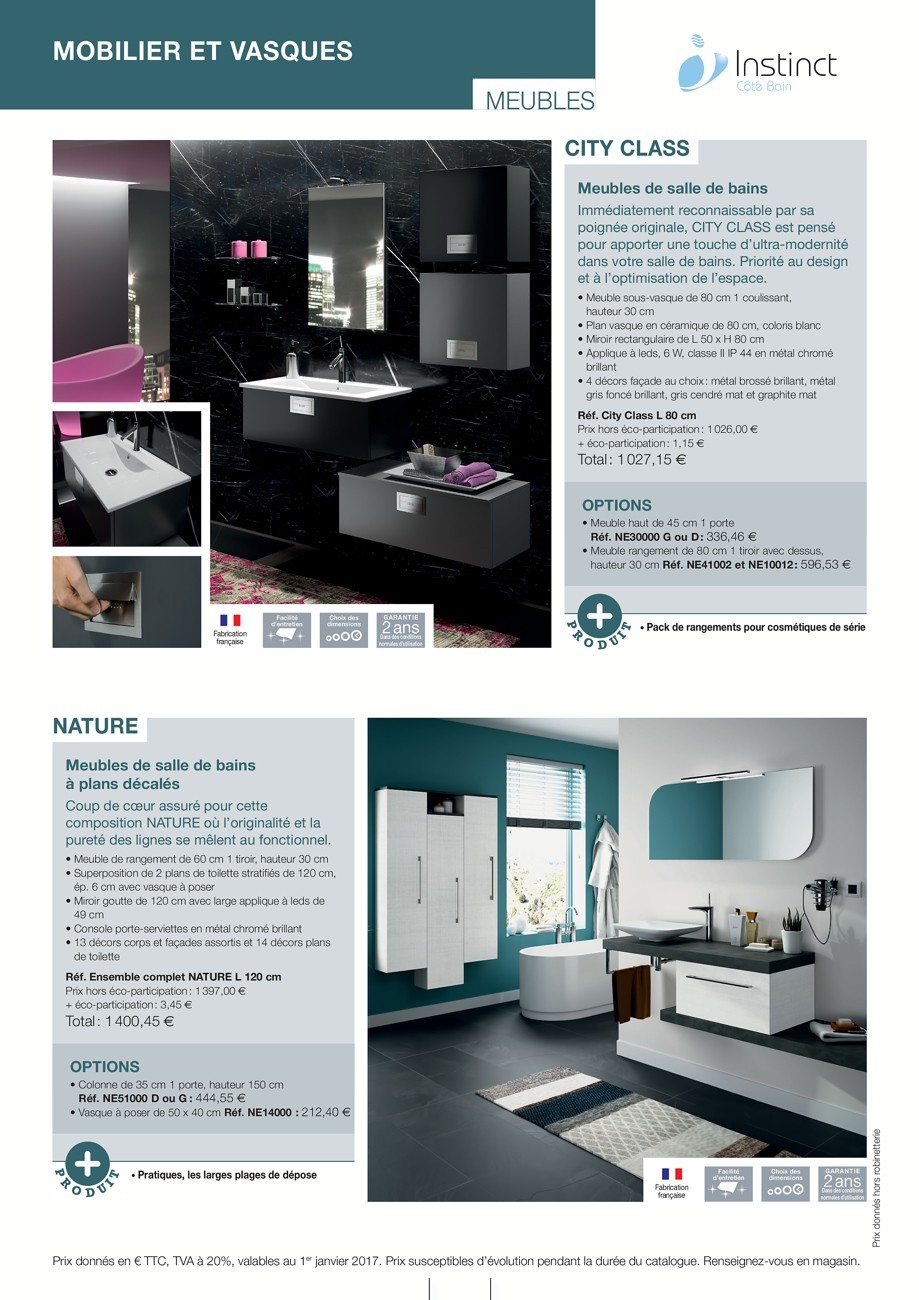 MOBILIER ET VASQUES
MEUBLES
Instinct
Côté Bain
CITY CLASS
Meubles de salle de bains
Immédiatement reconnaissable par sa
poignée originale, CITY CLASS est pensé
pour apporter une touche d'ultra-modernité
dans votre salle de bains. Priorité au design
et à l'optimisation de l'espace.
• Meuble sous-vasque de 80 cm 1 coulissant,
hauteur 30 cm
• Plan vasque en céramique de 80 cm, coloris blanc
• Miroir rectangulaire de L 50 x H 80 cm
• Applique à leds, 6 W, classe II IP 44 en métal chromé
brillant
• 4 décors façade au choix : métal brossé brillant, métal
gris foncé brillant, gris cendré mat et graphite mat
Réf. City Class L 80 cm
Prix hors éco-participation : 1 026,00 €
+ éco-participation : 1,15 €
Total : 1 027,15 €
OPTIONS
• Meuble haut de 45 cm 1 porte
Réf. NE30000 G ou D : 336,46 €
• Meuble rangement de 80 cm 1 tiroir avec dessus,
hauteur 30 cm Réf. NE41002 et NE10012 : 596,53 €
PRODUIT
• Pack de rangements pour cosmétiques de série
Fabrication
française
Facilité
d'entretien
Choix des
dimensions
GARANTIE
2 ans
Dans des conditions
normales d'utilisation
NATURE
Meubles de salle de bains
à plans décalés
Coup de cœur assuré pour cette
composition NATURE où l'originalité et la
pureté des lignes se mêlent au fonctionnel.
• Meuble de rangement de 60 cm 1 tiroir, hauteur 30 cm
• Superposition de 2 plans de toilette stratifiés de 120 cm,
ép. 6 cm avec vasque à poser
• Miroir goutte de 120 cm avec large applique à leds de
49 cm
• Console porte-serviettes en métal chromé brillant
• 13 décors corps et façades assortis et 14 décors plans
de toilette
Réf. Ensemble complet NATURE L 120 cm
Prix hors éco-participation : 1 397,00 €
+ éco-participation : 3,45 €
Total : 1 400,45 €
OPTIONS
• Colonne de 35 cm 1 porte, hauteur 150 cm
Réf. NE51000 D ou G : 444,55 €
• Vasque à poser de 50 x 40 cm Réf. NE14000 : 212,40 €
PRODUIT
• Pratiques, les larges plages de dépose
Fabrication
française
Facilité
d'entretien
Choix des
dimensions
GARANTIE
2 ans
Dans des conditions
normales d'utilisation
Prix donnés hors robinetterie
Prix donnés en € TTC, TVA à 20%, valables au 1er janvier 2017. Prix susceptibles d'évolution pendant la durée du catalogue. Renseignez-vous en magasin.